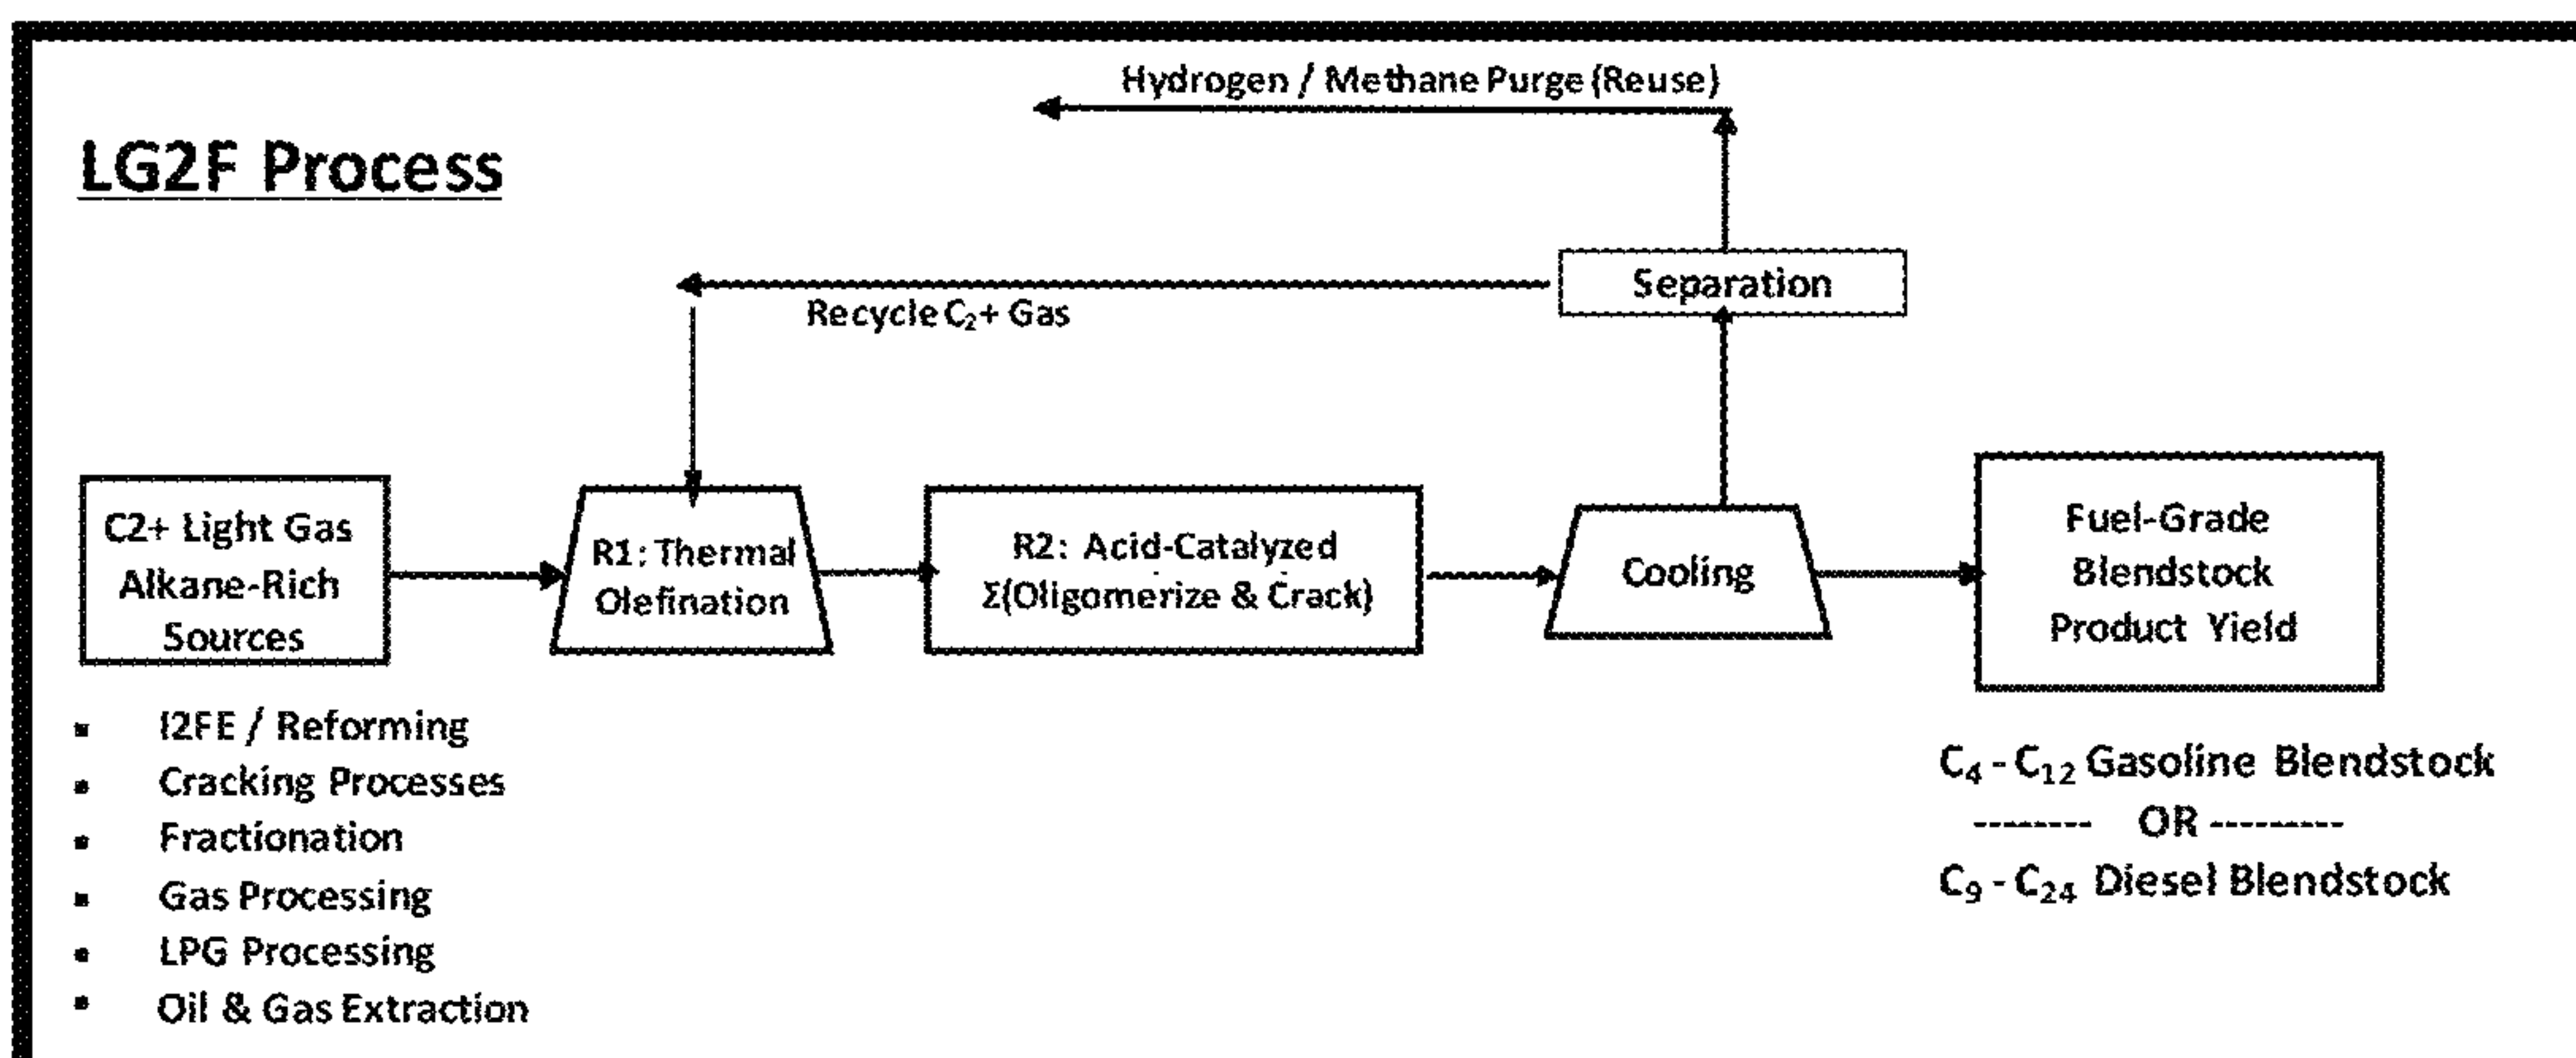 Hydrogen / Methane Purge (Reuse)
LG2F Process
Separation
Recycle C₂+ Gas
C2+ Light Gas
Alkane-Rich
Sources
R1: Thermal
Olefination
R2: Acid-Catalyzed
Σ(Oligomerize & Crack)
Cooling
Fuel-Grade
Blendstock
Product Yield
▪ I2FE / Reforming
▪ Cracking Processes
▪ Fractionation
▪ Gas Processing
▪ LPG Processing
▪ Oil & Gas Extraction
C₄ - C₁₂ Gasoline Blendstock
-------- OR ---------
C₉ - C₂₄ Diesel Blendstock